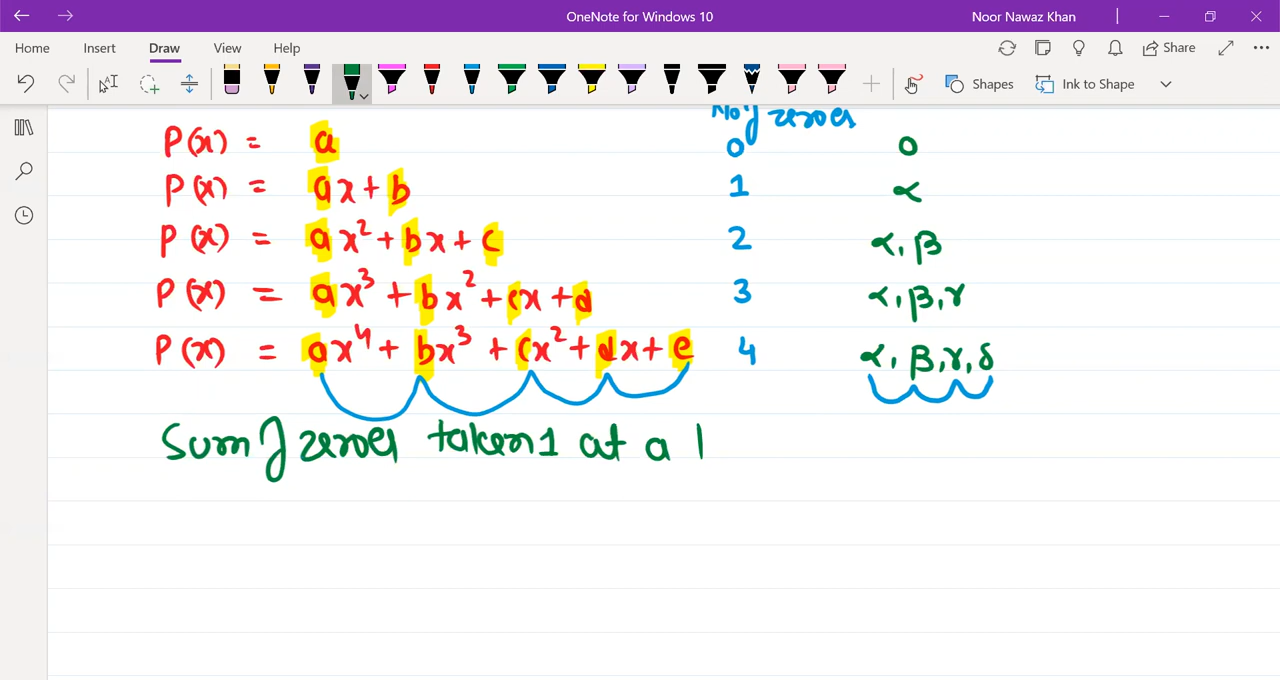 OneNote for Windows 10
Noor Nawaz Khan
Home Insert Draw View Help Share
Shapes Ink to Shape
No of zeroes
P(x) = a 0 0
P(x) = ax + b 1 α
P(x) = ax² + bx + c 2 α, β
P(x) = ax³ + bx² + cx + d 3 α, β, γ
P(x) = ax⁴ + bx³ + cx² + dx + e 4 α, β, γ, δ
Sum of zeroes taken 1 at a